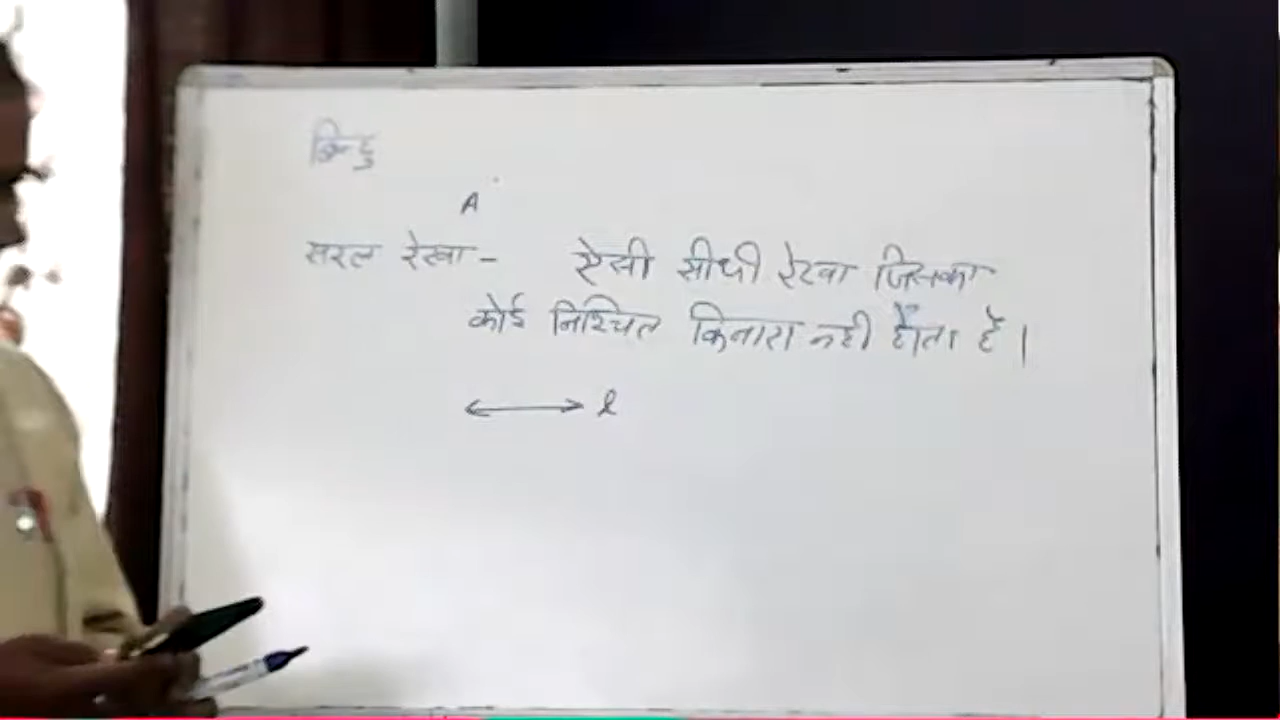 बिन्दु
A
सरल रेखा - ऐसी सीधी रेखा जिसका
कोई निश्चित किनारा नही होता है।
l